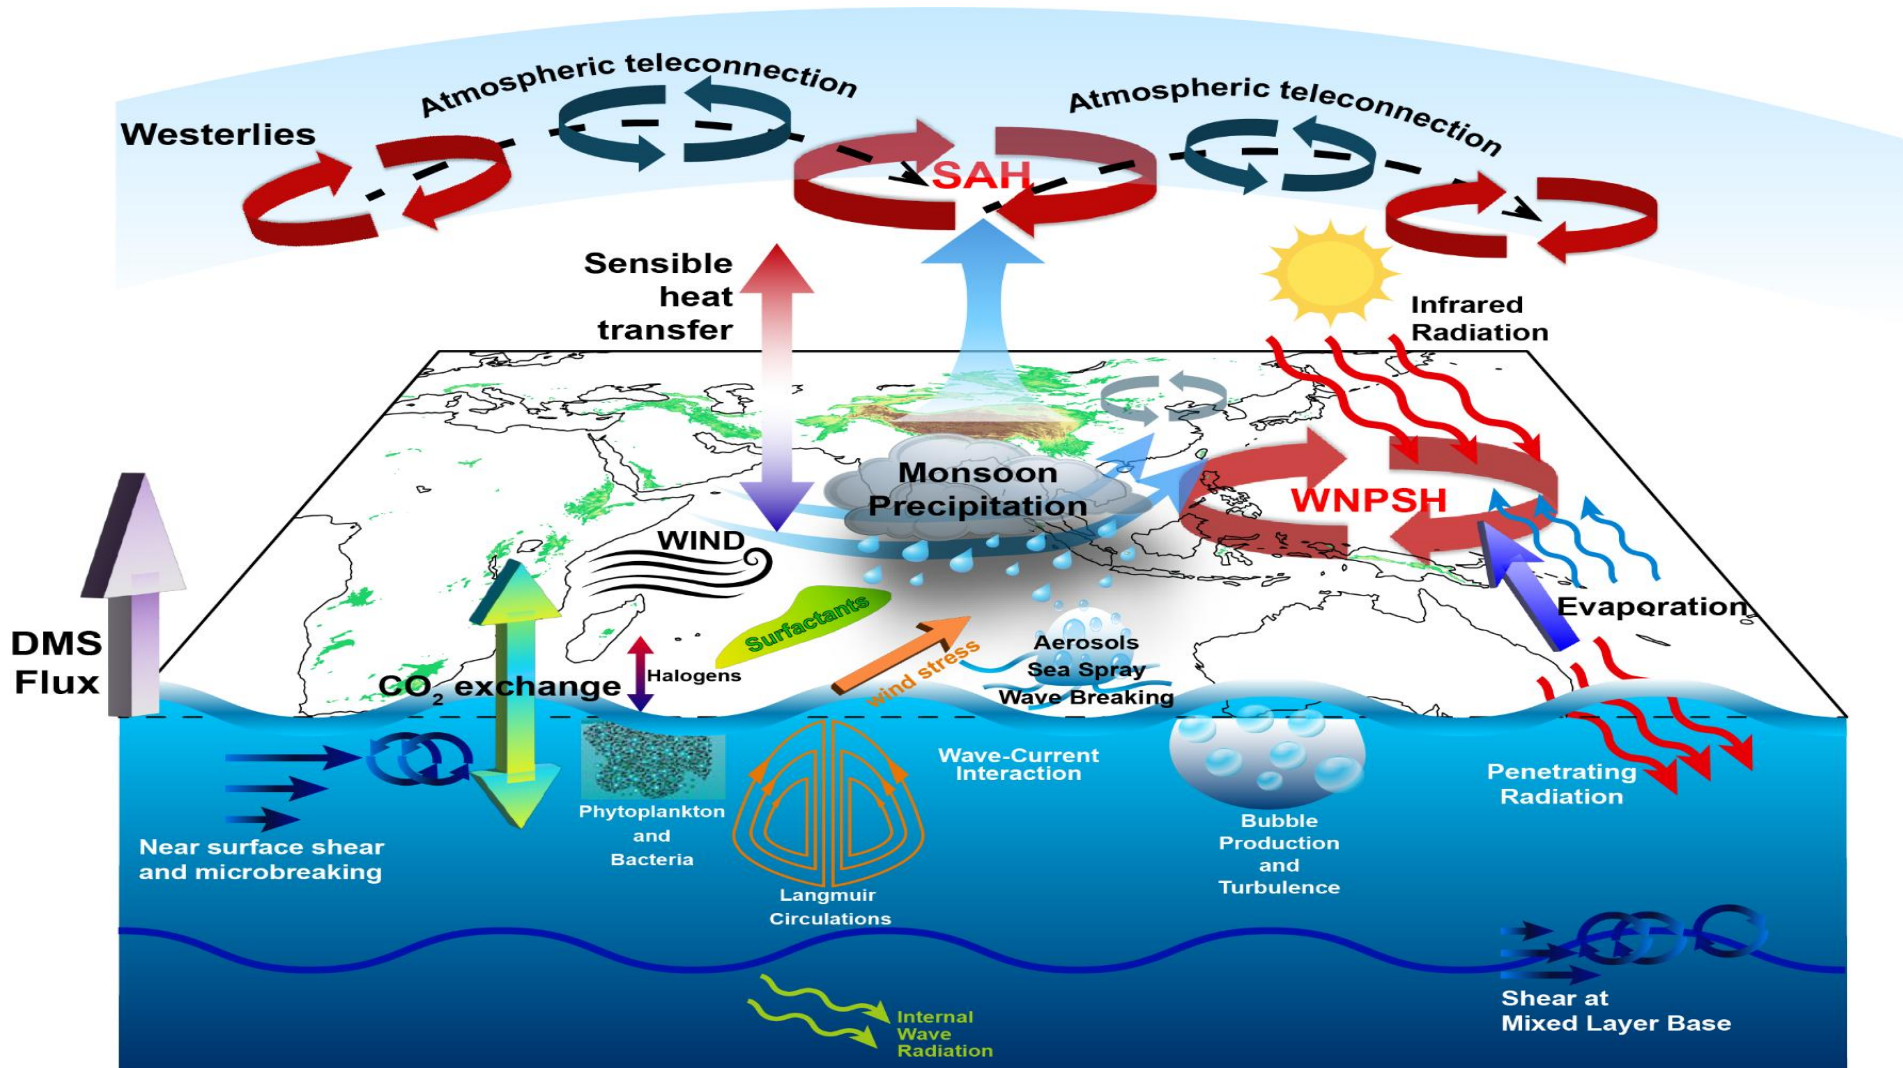 Atmospheric teleconnection
Atmospheric teleconnection
Westerlies
SAH
Sensible
heat
transfer
Infrared
Radiation
Monsoon
Precipitation
WNPSH
WIND
Surfactants
Evaporation
DMS
Flux
CO₂ exchange
Halogens
wind stress
Aerosols
Sea Spray
Wave Breaking
Near surface shear
and microbreaking
Phytoplankton
and
Bacteria
Langmuir
Circulations
Wave-Current
Interaction
Bubble
Production
and
Turbulence
Penetrating
Radiation
Internal
Wave
Radiation
Shear at
Mixed Layer Base